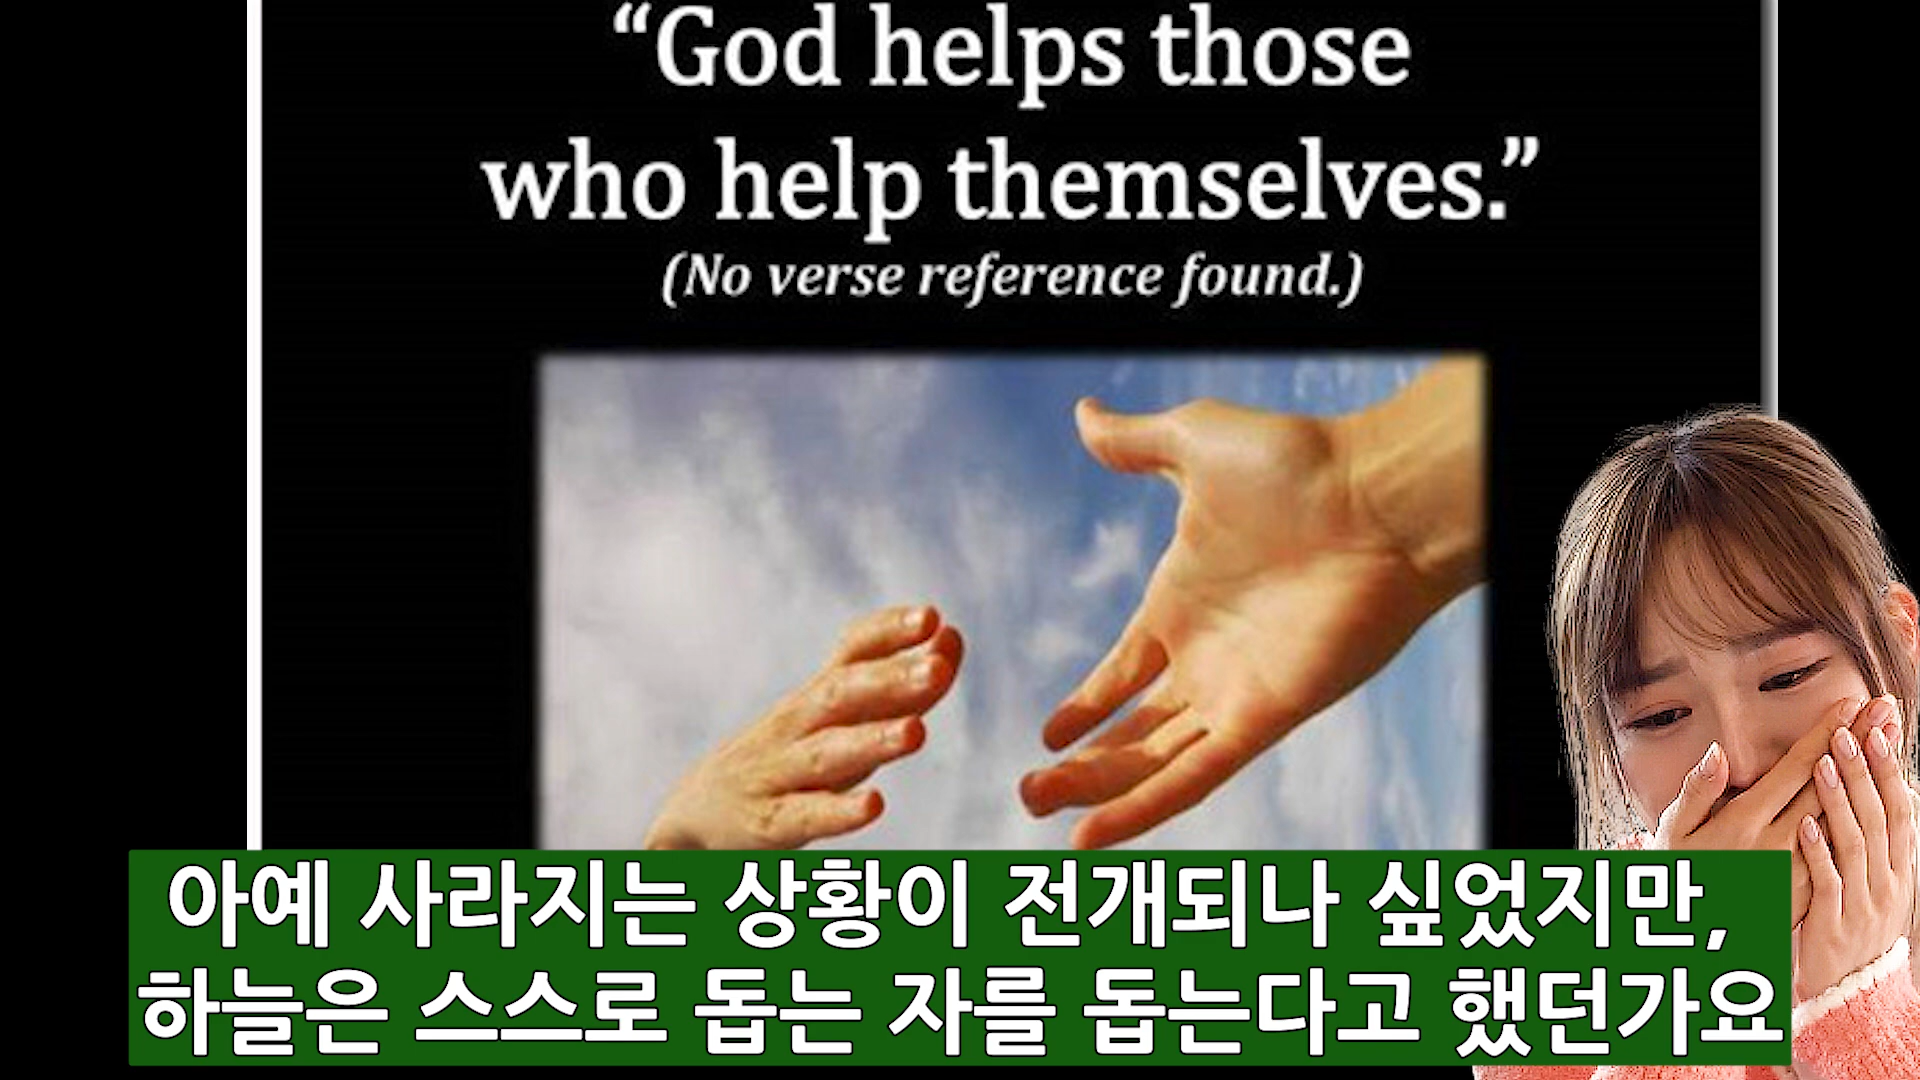 “God helps those
who help themselves.”
(No verse reference found.)
아예 사라지는 상황이 전개되나 싶었지만,
하늘은 스스로 돕는 자를 돕는다고 했던가요